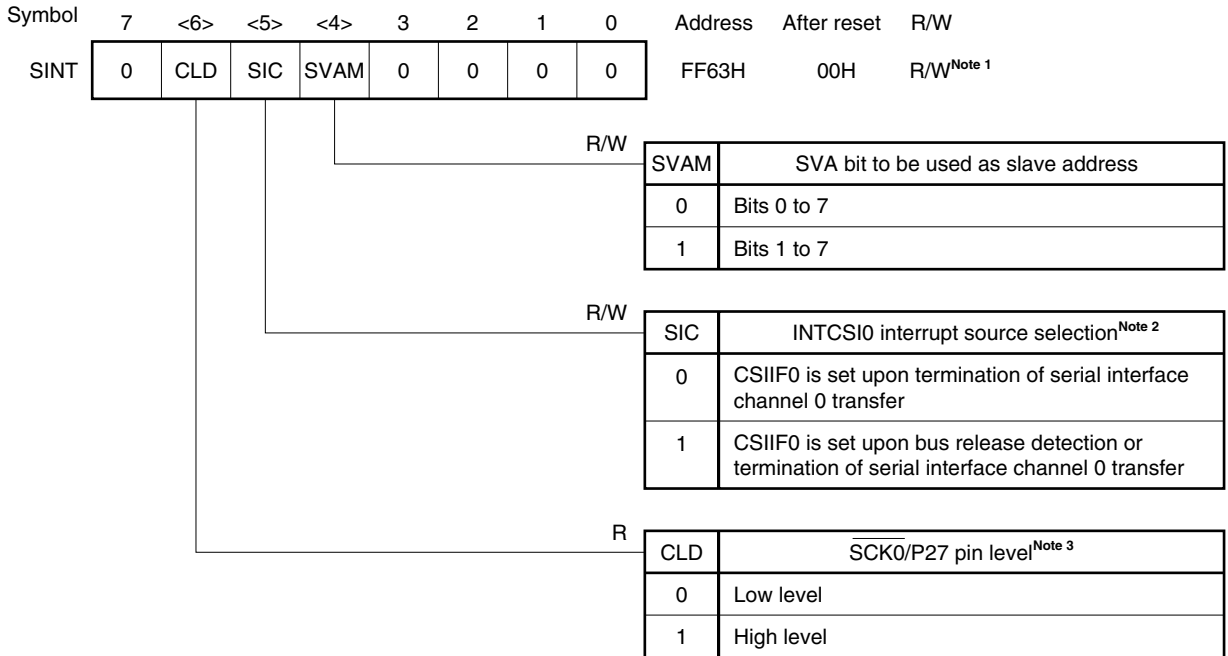 Symbol 7 <6> <5> <4> 3 2 1 0 Address After reset R/W
SINT 0 CLD SIC SVAM 0 0 0 0 FF63H 00H R/WNote 1
R/W
SVAM SVA bit to be used as slave address
0 Bits 0 to 7
1 Bits 1 to 7
R/W
SIC INTCSI0 interrupt source selectionNote 2
0 CSIIF0 is set upon termination of serial interface
channel 0 transfer
1 CSIIF0 is set upon bus release detection or
termination of serial interface channel 0 transfer
R
CLD S̅C̅K̅0̅/P27 pin levelNote 3
0 Low level
1 High level